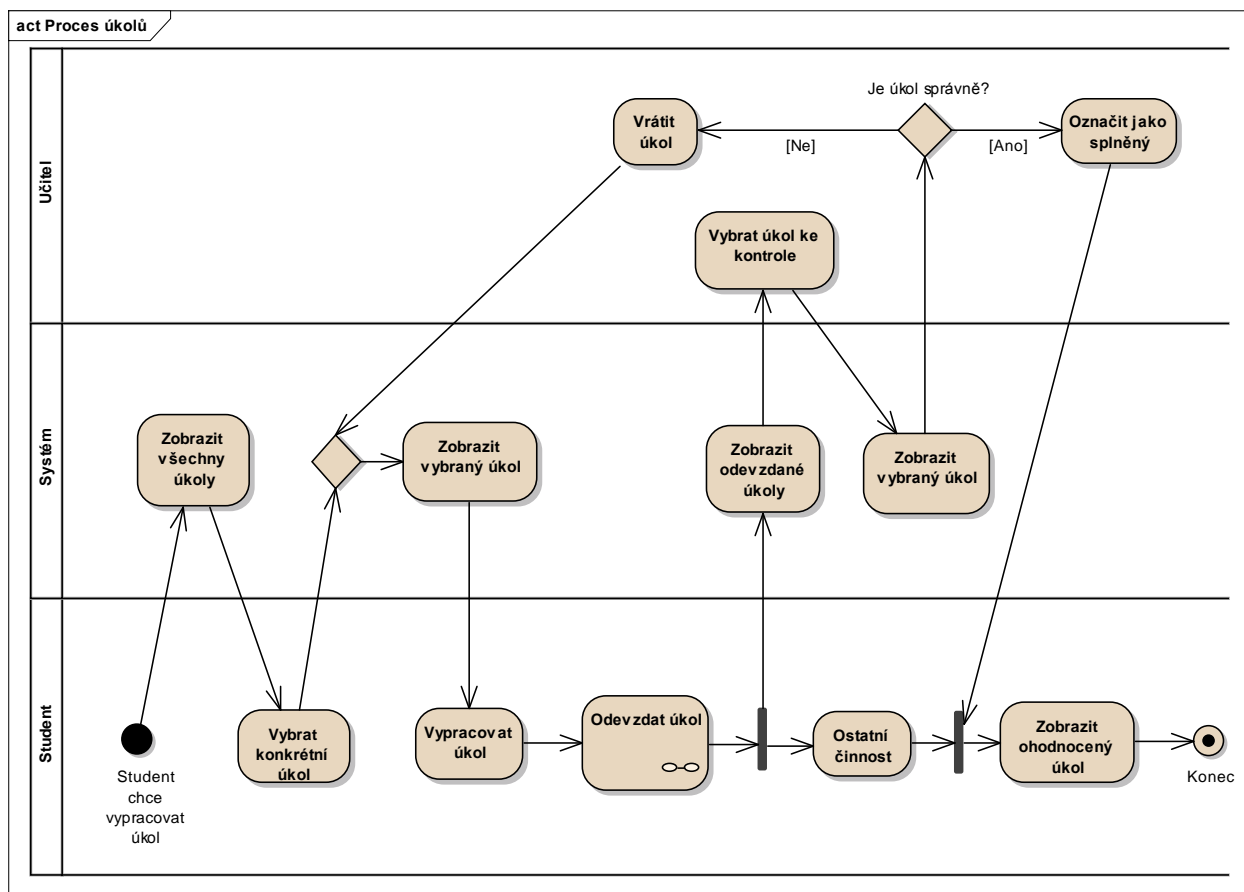 act Proces úkolů
Učitel
Je úkol správně?
Vrátit
úkol
[Ne]
[Ano]
Označit jako
splněný
Vybrat úkol ke
kontrole
Systém
Zobrazit
všechny
úkoly
Zobrazit
vybraný úkol
Zobrazit
odevzdané
úkoly
Zobrazit
vybraný úkol
Student
Student
chce
vypracovat
úkol
Vybrat
konkrétní
úkol
Vypracovat
úkol
Odevzdat úkol
Ostatní
činnost
Zobrazit
ohodnocený
úkol
Konec